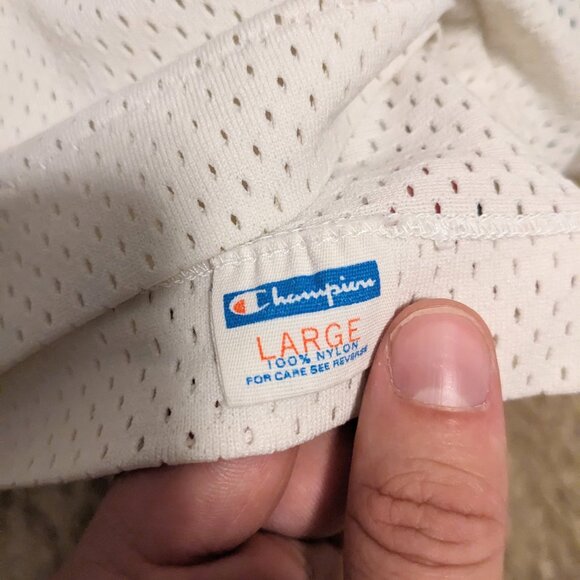 Champion
LARGE
100% NYLON
FOR CARE SEE REVERSE